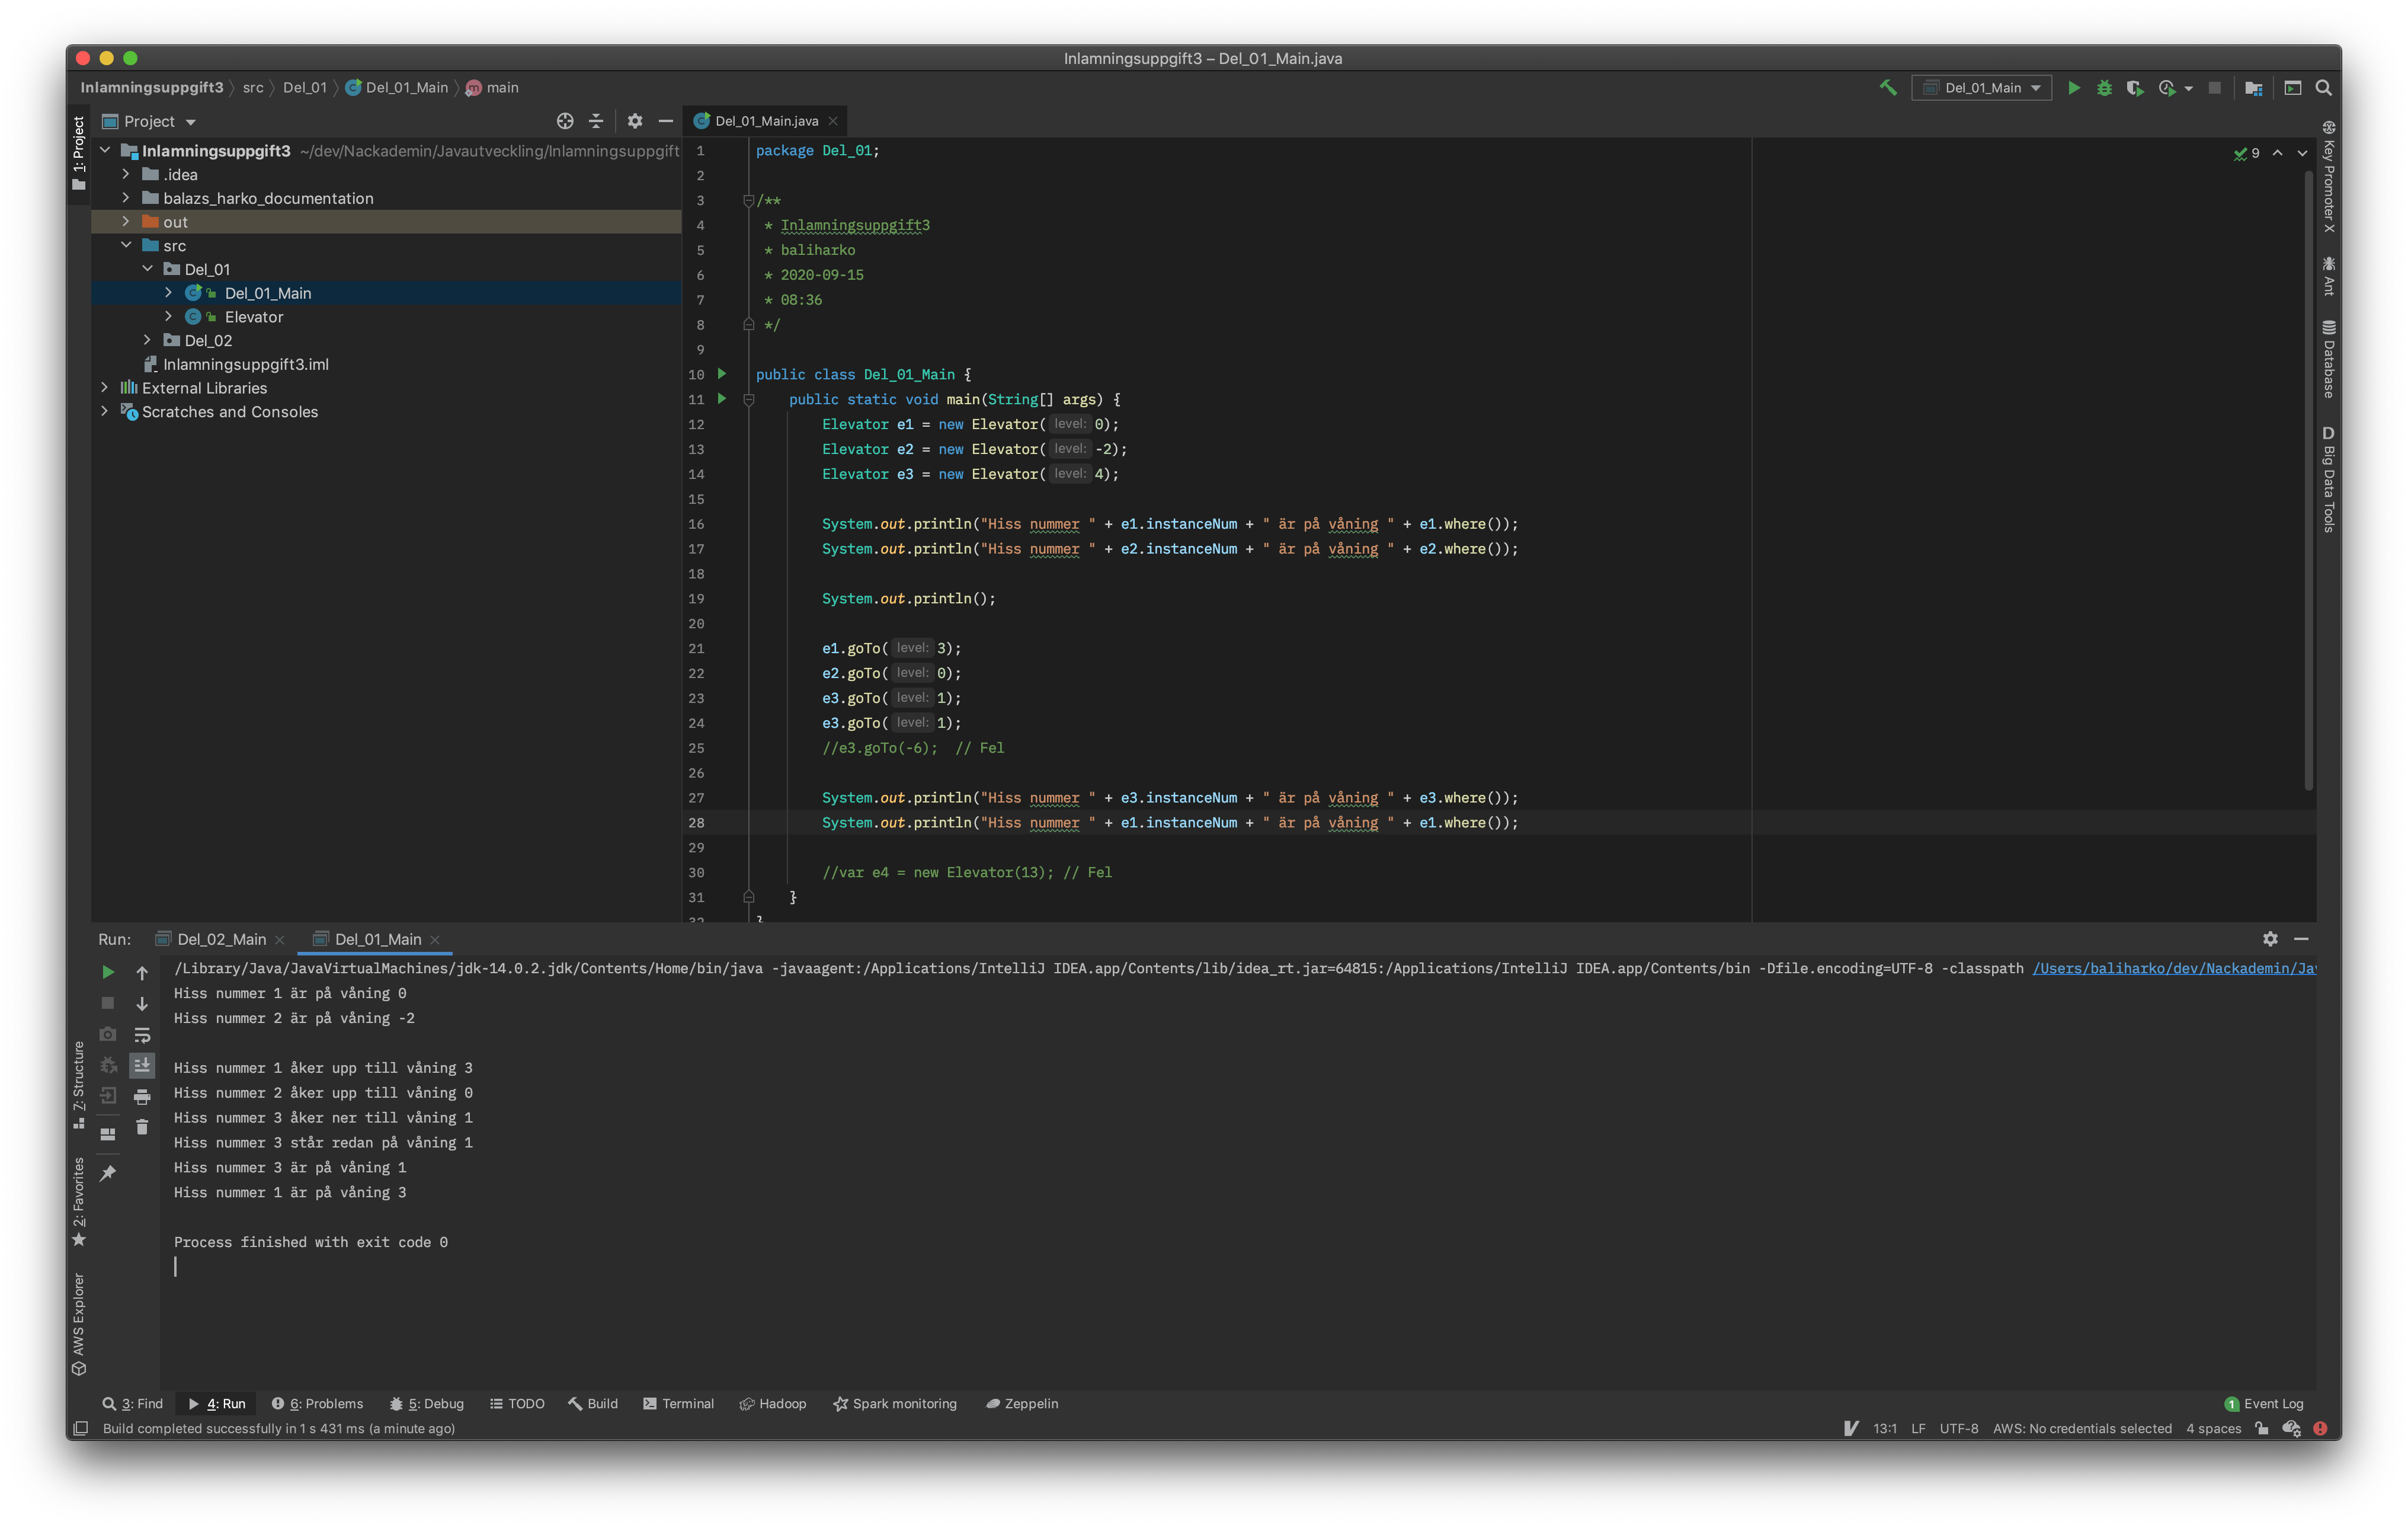 Inlamningsuppgift3 – Del_01_Main.java
Inlamningsuppgift3 src Del_01 Del_01_Main main
Del_01_Main
1: Project
Project
Inlamningsuppgift3 ~/dev/Nackademin/Javautveckling/Inlamningsuppgift
.idea
balazs_harko_documentation
out
src
Del_01
Del_01_Main
Elevator
Del_02
Inlamningsuppgift3.iml
External Libraries
Scratches and Consoles
Del_01_Main.java
9
1 package Del_01;
2
3 /**
4 * Inlamningsuppgift3
5 * baliharko
6 * 2020-09-15
7 * 08:36
8 */
9
10 public class Del_01_Main {
11 public static void main(String[] args) {
12 Elevator e1 = new Elevator( level: 0);
13 Elevator e2 = new Elevator( level: -2);
14 Elevator e3 = new Elevator( level: 4);
15
16 System.out.println("Hiss nummer " + e1.instanceNum + " är på våning " + e1.where());
17 System.out.println("Hiss nummer " + e2.instanceNum + " är på våning " + e2.where());
18
19 System.out.println();
20
21 e1.goTo( level: 3);
22 e2.goTo( level: 0);
23 e3.goTo( level: 1);
24 e3.goTo( level: 1);
25 //e3.goTo(-6);  // Fel
26
27 System.out.println("Hiss nummer " + e3.instanceNum + " är på våning " + e3.where());
28 System.out.println("Hiss nummer " + e1.instanceNum + " är på våning " + e1.where());
29
30 //var e4 = new Elevator(13); // Fel
31 }
32 }
Key Promoter X
Ant
Database
D Big Data Tools
Run: Del_02_Main Del_01_Main
/Library/Java/JavaVirtualMachines/jdk-14.0.2.jdk/Contents/Home/bin/java -javaagent:/Applications/IntelliJ IDEA.app/Contents/lib/idea_rt.jar=64815:/Applications/IntelliJ IDEA.app/Contents/bin -Dfile.encoding=UTF-8 -classpath /Users/baliharko/dev/Nackademin/Jav
Hiss nummer 1 är på våning 0
Hiss nummer 2 är på våning -2
Hiss nummer 1 åker upp till våning 3
Hiss nummer 2 åker upp till våning 0
Hiss nummer 3 åker ner till våning 1
Hiss nummer 3 står redan på våning 1
Hiss nummer 3 är på våning 1
Hiss nummer 1 är på våning 3
Process finished with exit code 0
7: Structure
2: Favorites
AWS Explorer
3: Find 4: Run 6: Problems 5: Debug TODO Build Terminal Hadoop Spark monitoring Zeppelin 1 Event Log
Build completed successfully in 1 s 431 ms (a minute ago) 13:1 LF UTF-8 AWS: No credentials selected 4 spaces